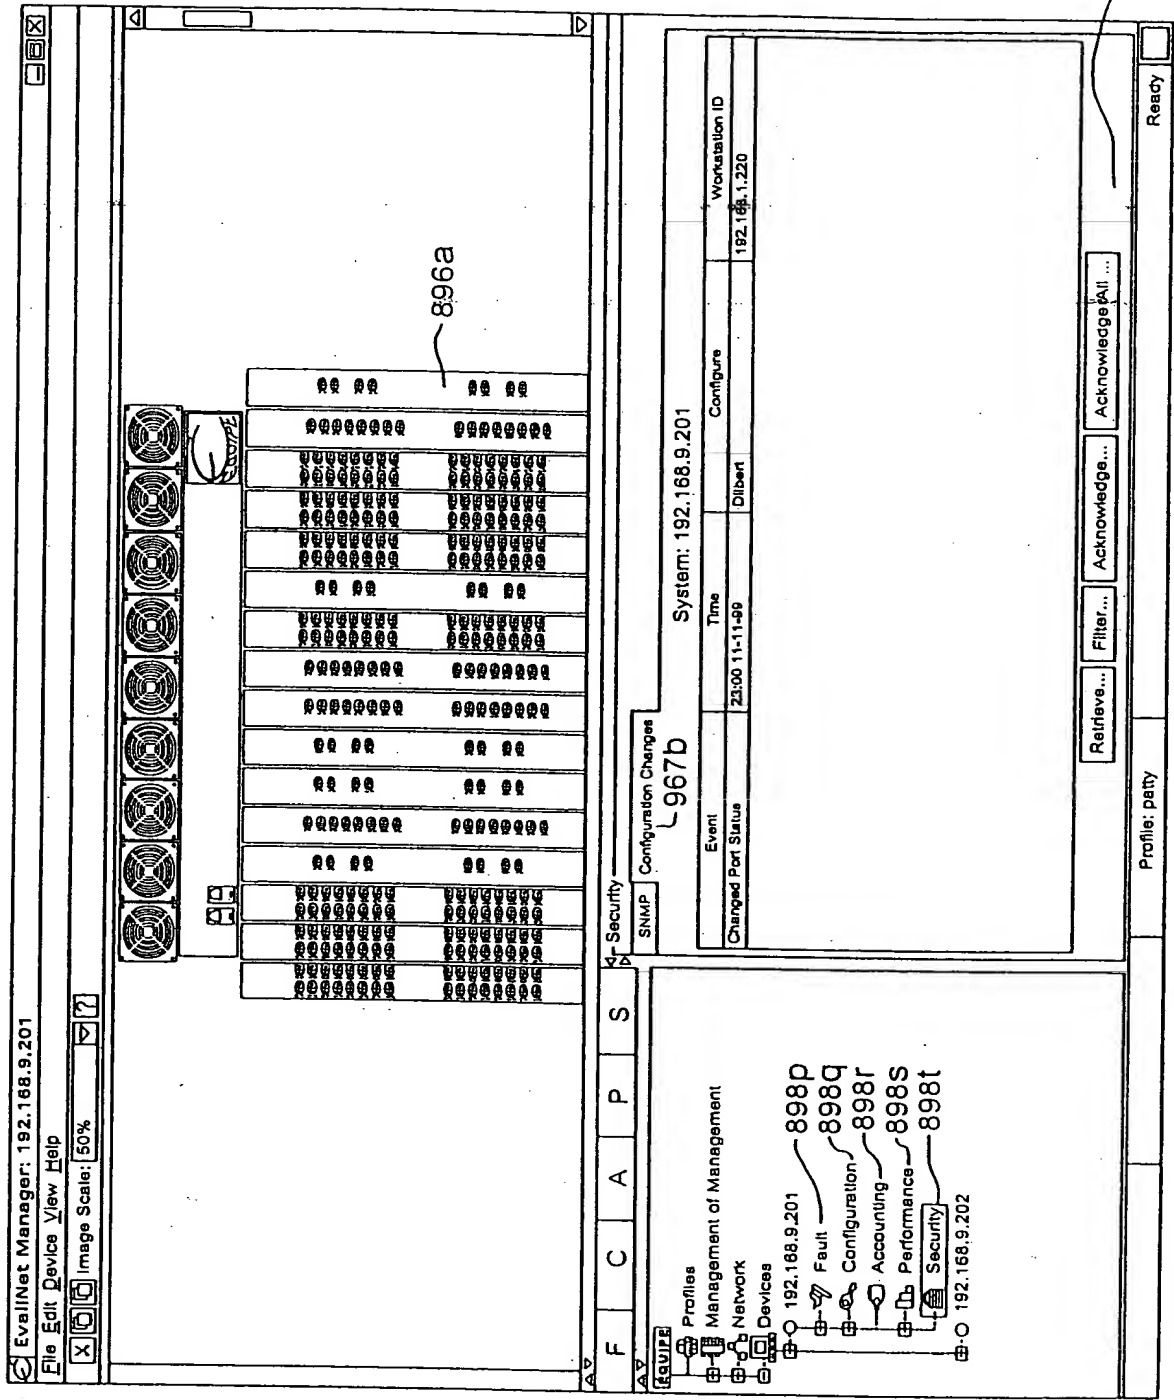 EvalINet Manager: 192.168.9.201
File Edit Device View Help
Image Scale: 50%
?
EQUIPE
896a
F C A P S
EQUIPE
Profiles
Management of Management
Network
Devices
192.168.9.201
898p
Fault
898q
Configuration
898r
Accounting
898s
Performance
898t
Security
192.168.9.202
Security
SNMP
Configuration Changes
967b
System: 192.168.9.201
Event Time Configure Workstation ID
Changed Port Status 23:00 11-11-99 Dilbert 192.168.1.220
Retrieve... Filter... Acknowledge... Acknowledge All ...
Profile: patty
Ready